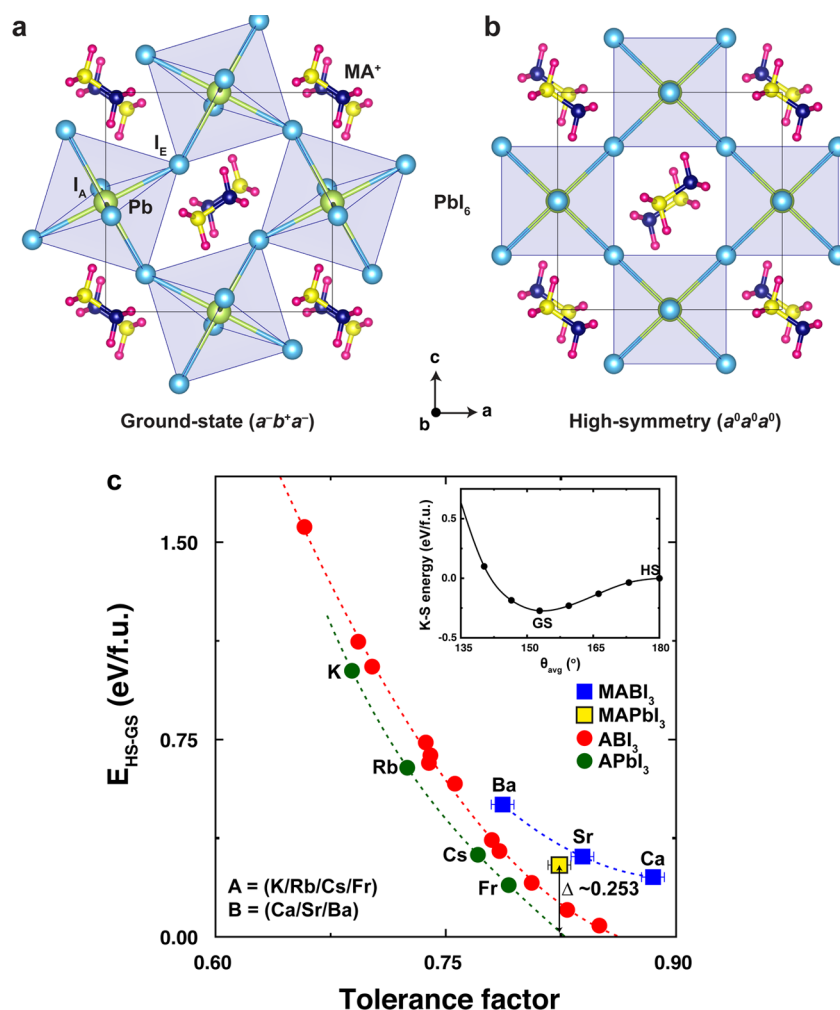 a
b
MA⁺
I_E
I_A
Pb
PbI₆
c
b
a
Ground-state (a⁻b⁺a⁻)
High-symmetry (a⁰a⁰a⁰)
c
E_HS-GS (eV/f.u.)
1.50
0.75
0.00
0.60
0.75
0.90
Tolerance factor
K-S energy (eV/f.u.)
0.5
0.0
-0.5
135
150
165
180
θ_avg (°)
GS
HS
MABI₃
MAPbI₃
ABI₃
APbI₃
K
Rb
Cs
Fr
Ba
Sr
Ca
Δ ~0.253
A = (K/Rb/Cs/Fr)
B = (Ca/Sr/Ba)